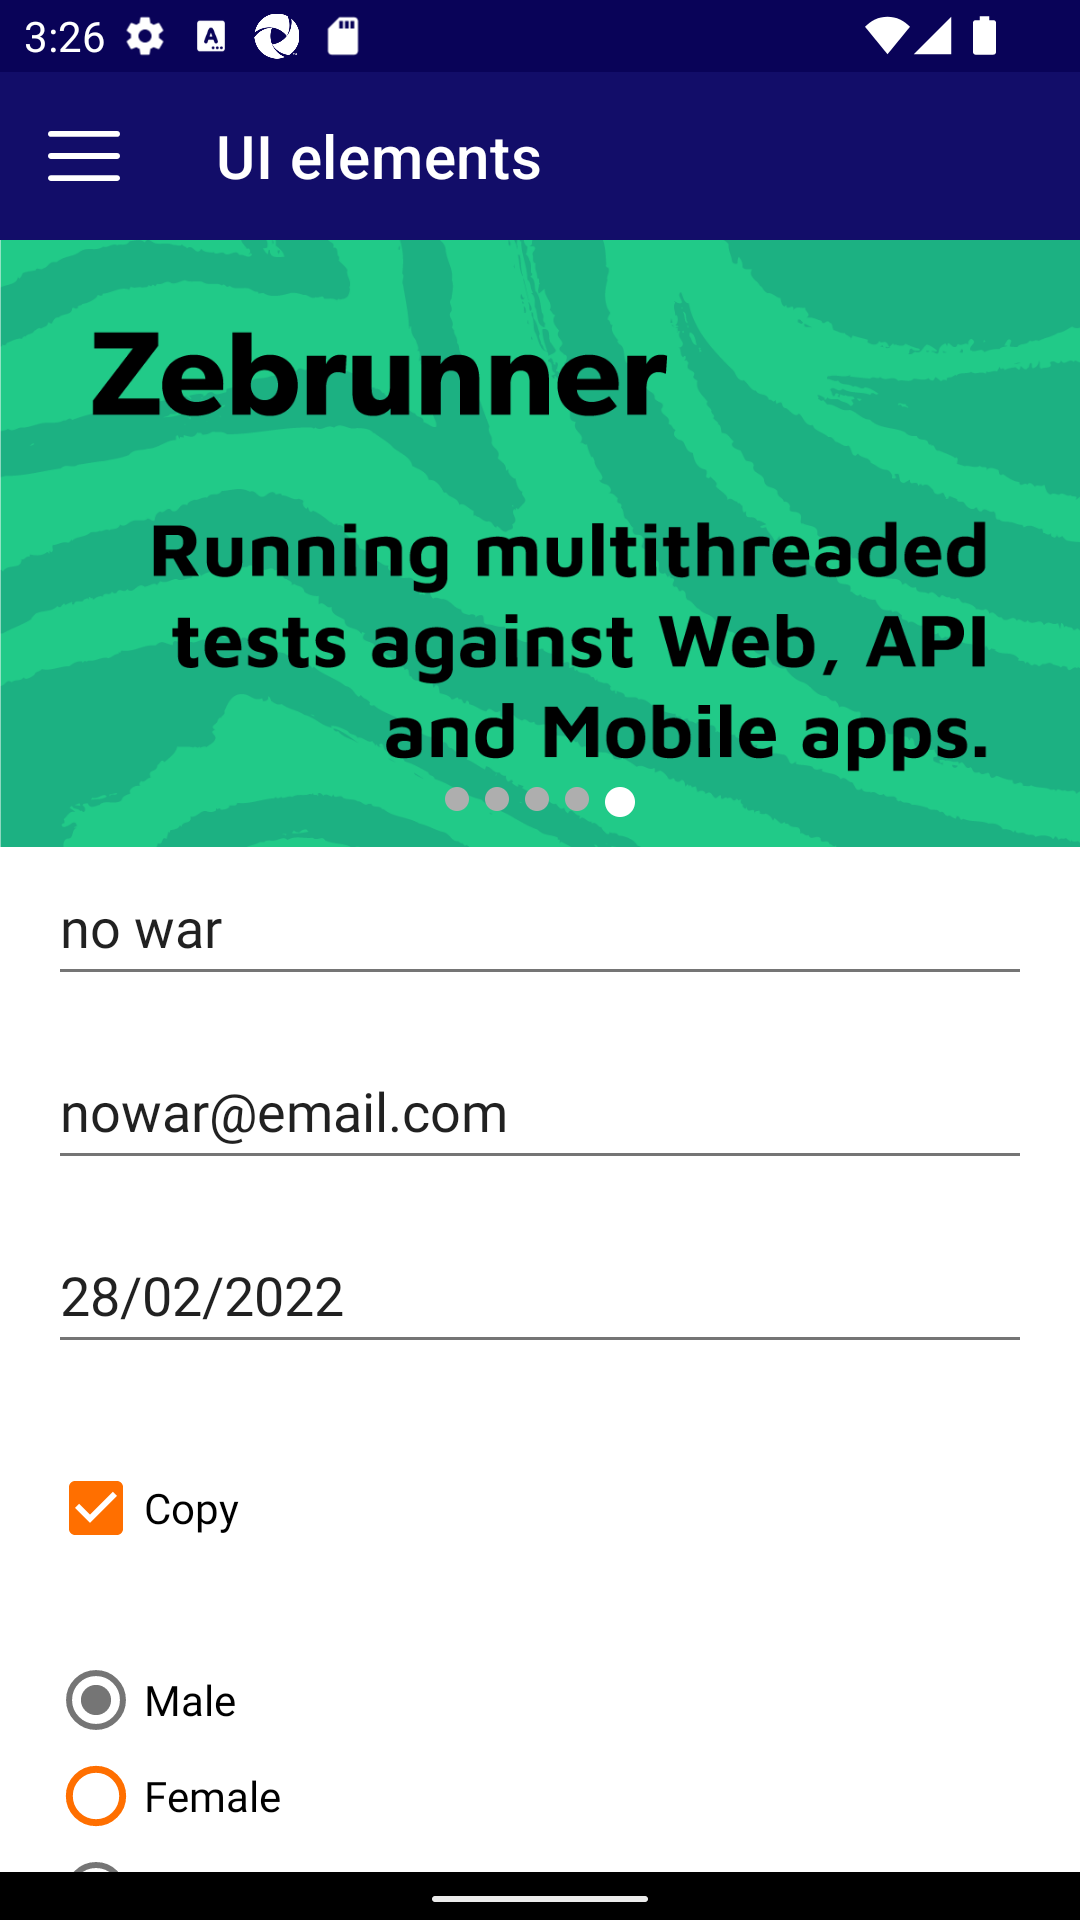 3:26
UI elements
Zebrunner
Running multithreaded
tests against Web, API
and Mobile apps.
no war
nowar@email.com
28/02/2022
Copy
Male
Female